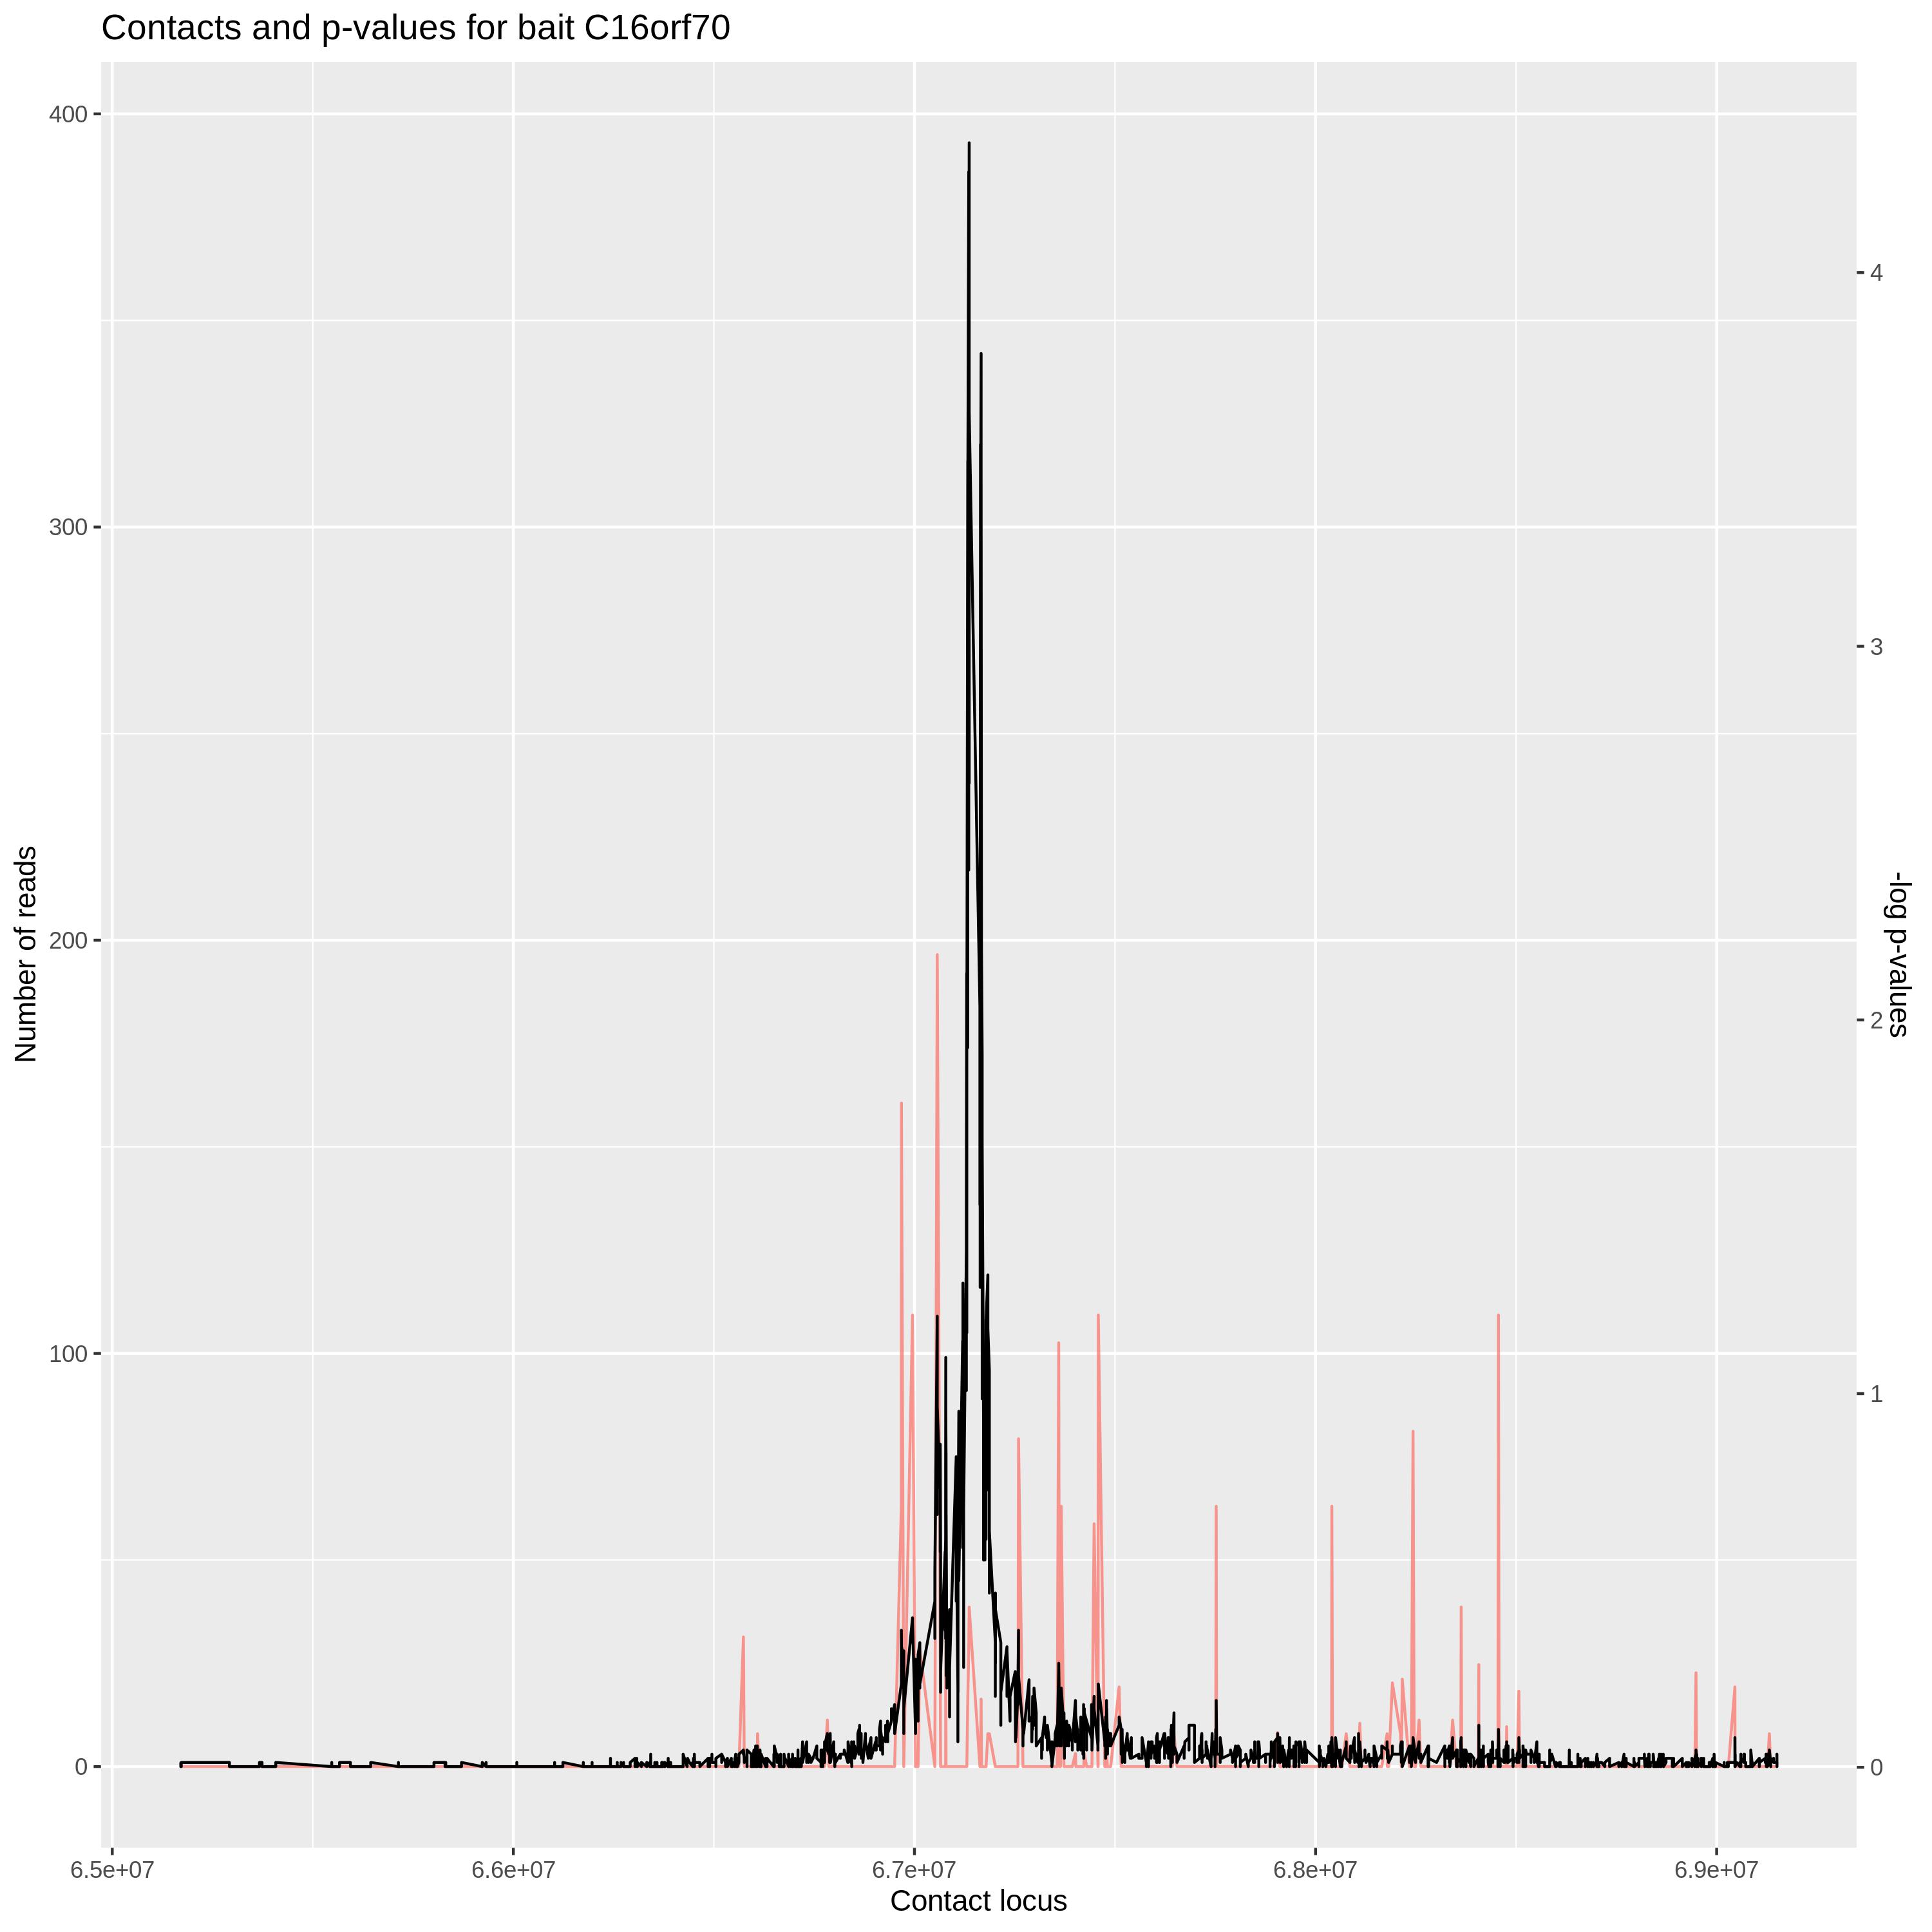 Contacts and p-values for bait C16orf70
400
300
200
100
0
Number of reads
4
3
2
1
0
-log p-values
6.5e+07 6.6e+07 6.7e+07 6.8e+07 6.9e+07
Contact locus